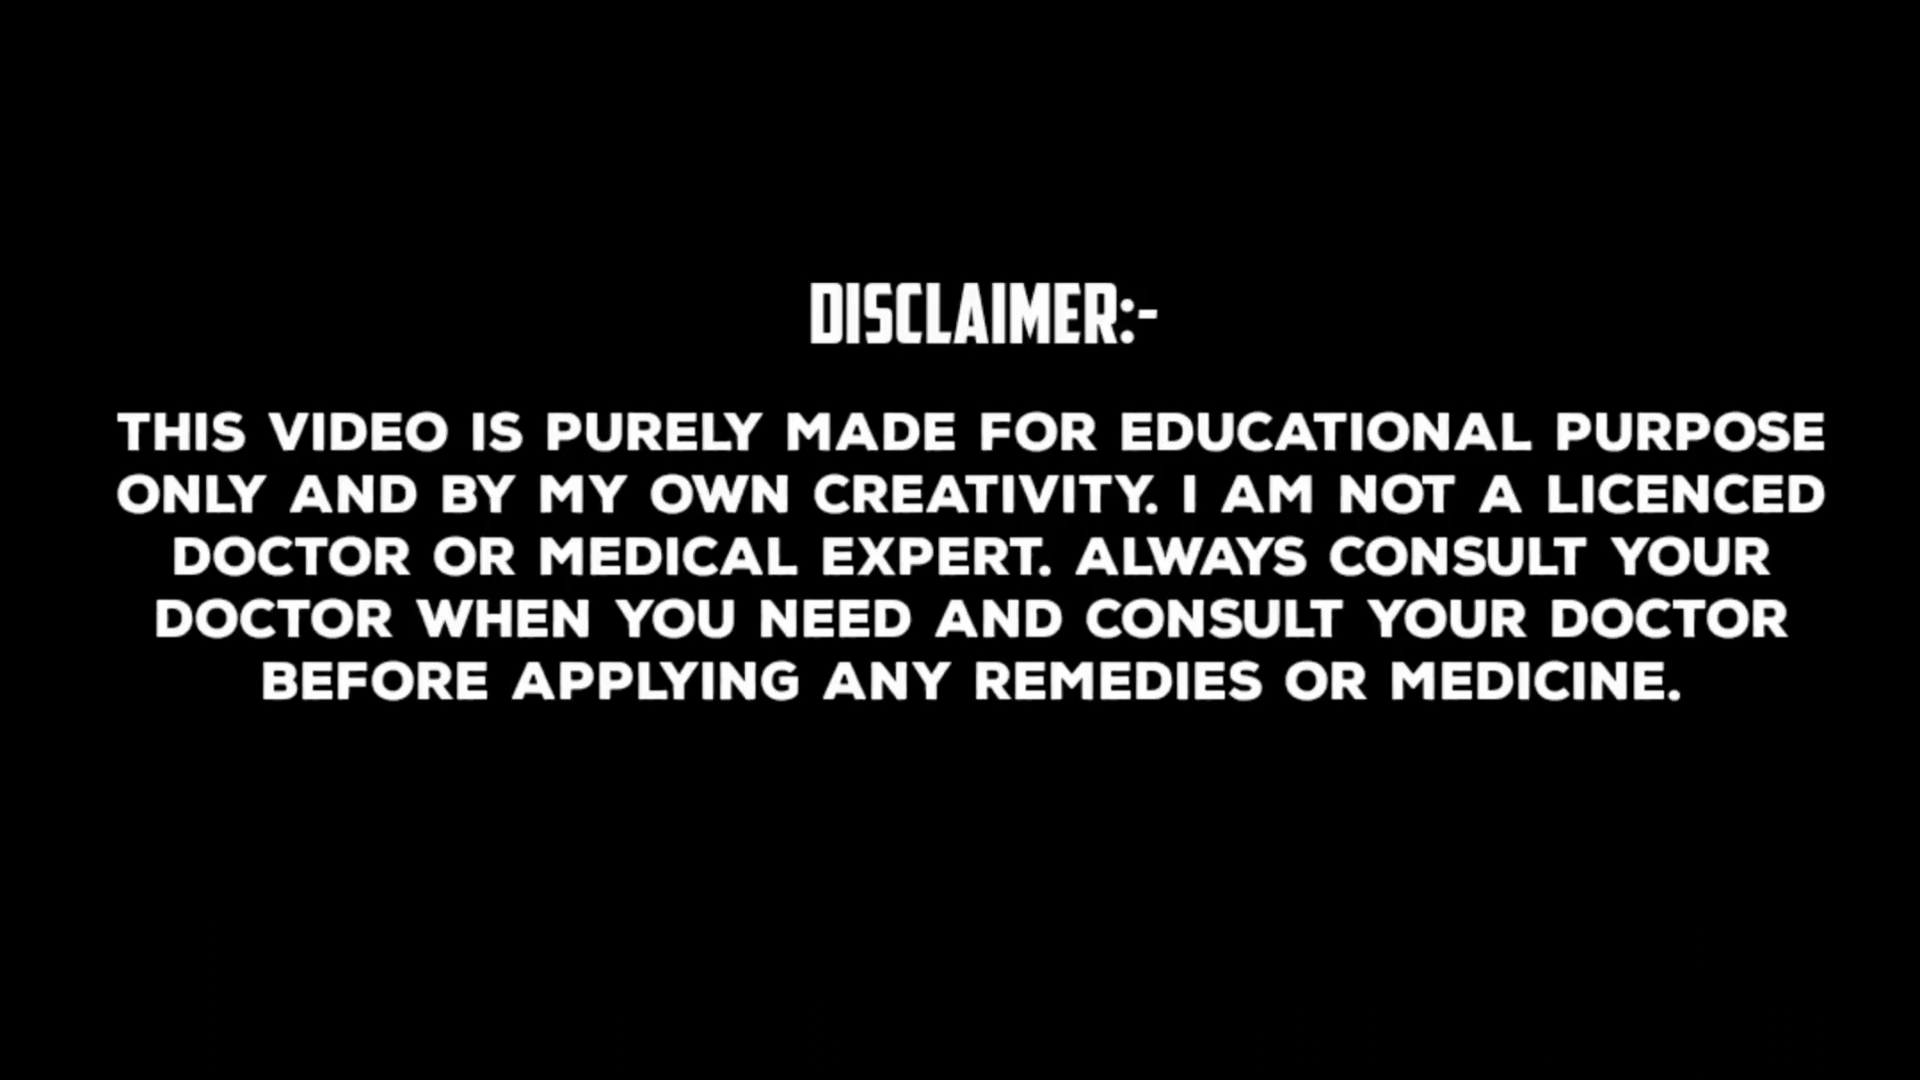 DISCLAIMER:-
THIS VIDEO IS PURELY MADE FOR EDUCATIONAL PURPOSE
ONLY AND BY MY OWN CREATIVITY. I AM NOT A LICENCED
DOCTOR OR MEDICAL EXPERT. ALWAYS CONSULT YOUR
DOCTOR WHEN YOU NEED AND CONSULT YOUR DOCTOR
BEFORE APPLYING ANY REMEDIES OR MEDICINE.